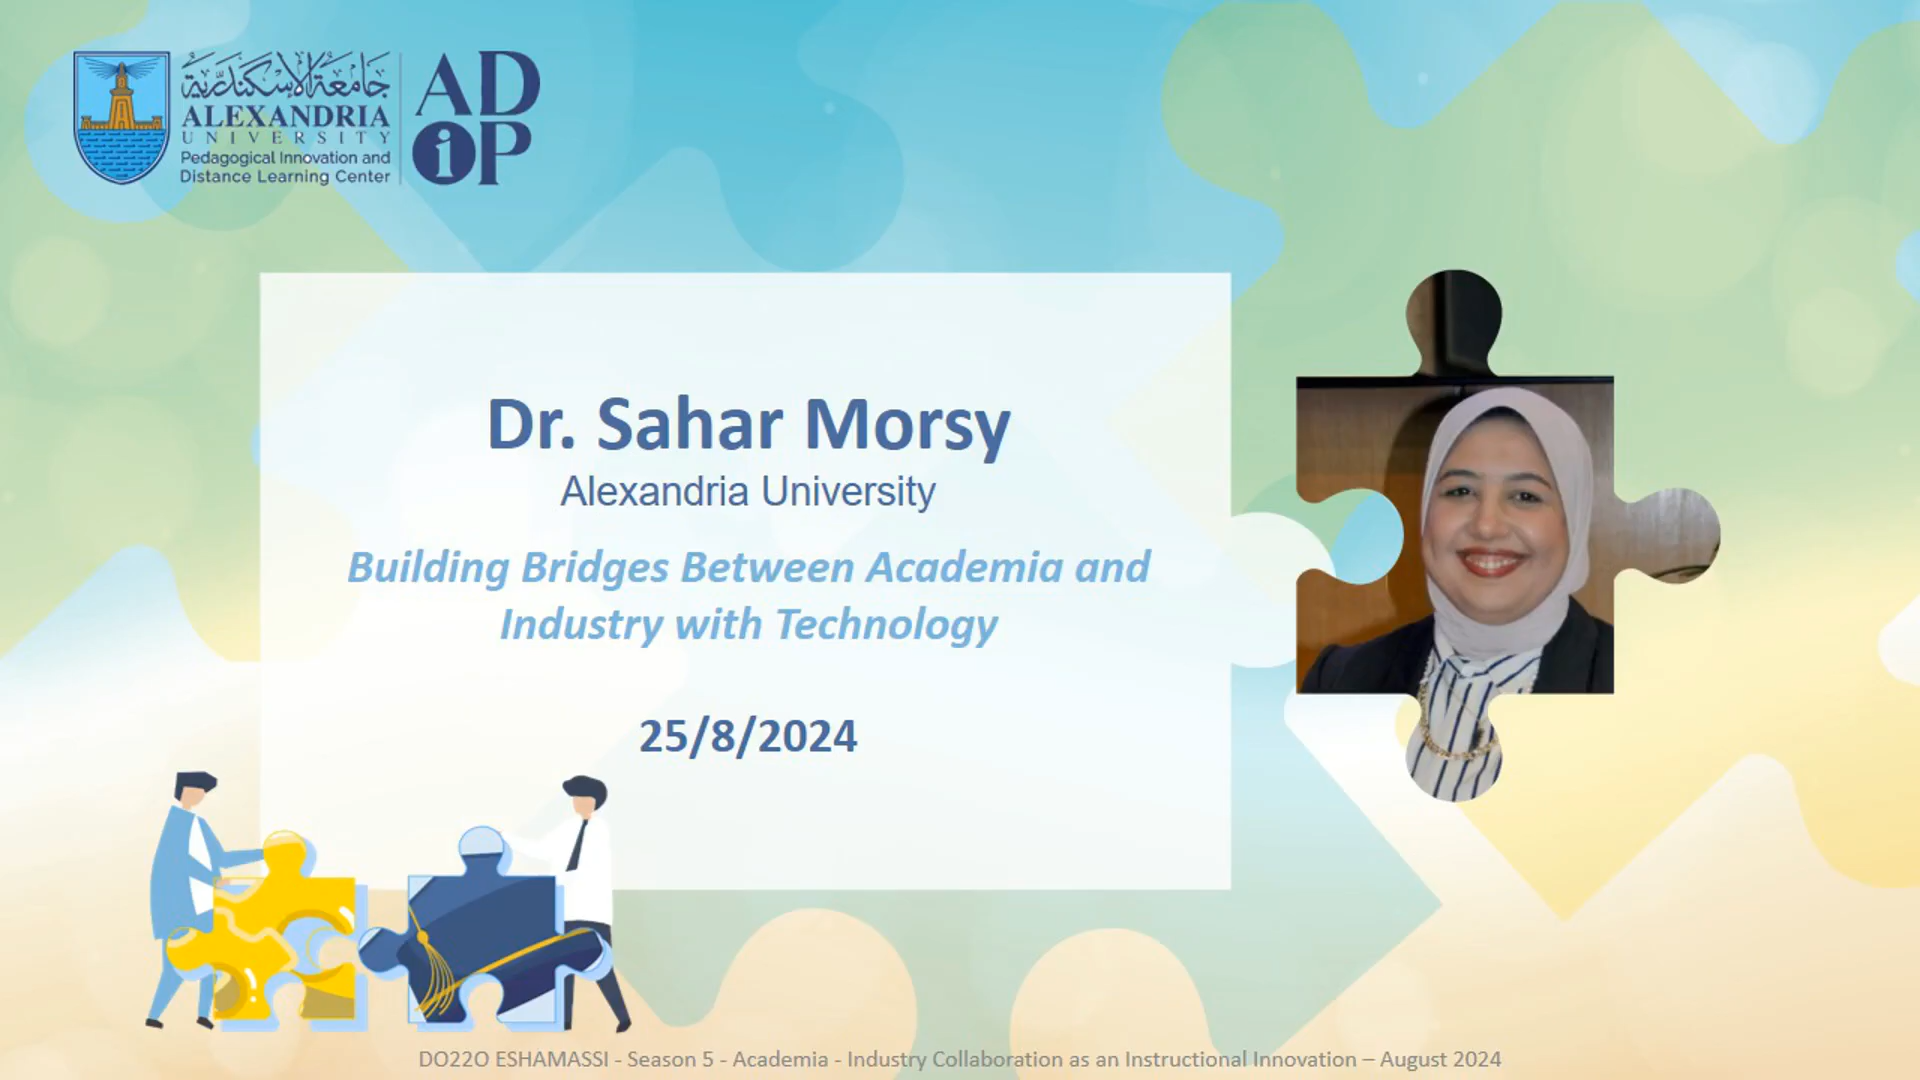 جامعة الإسكندرية
ALEXANDRIA
UNIVERSITY
Pedagogical Innovation and
Distance Learning Center
AD
iP
Dr. Sahar Morsy
Alexandria University
Building Bridges Between Academia and
Industry with Technology
25/8/2024
DO22O ESHAMASSI - Season 5 - Academia - Industry Collaboration as an Instructional Innovation – August 2024